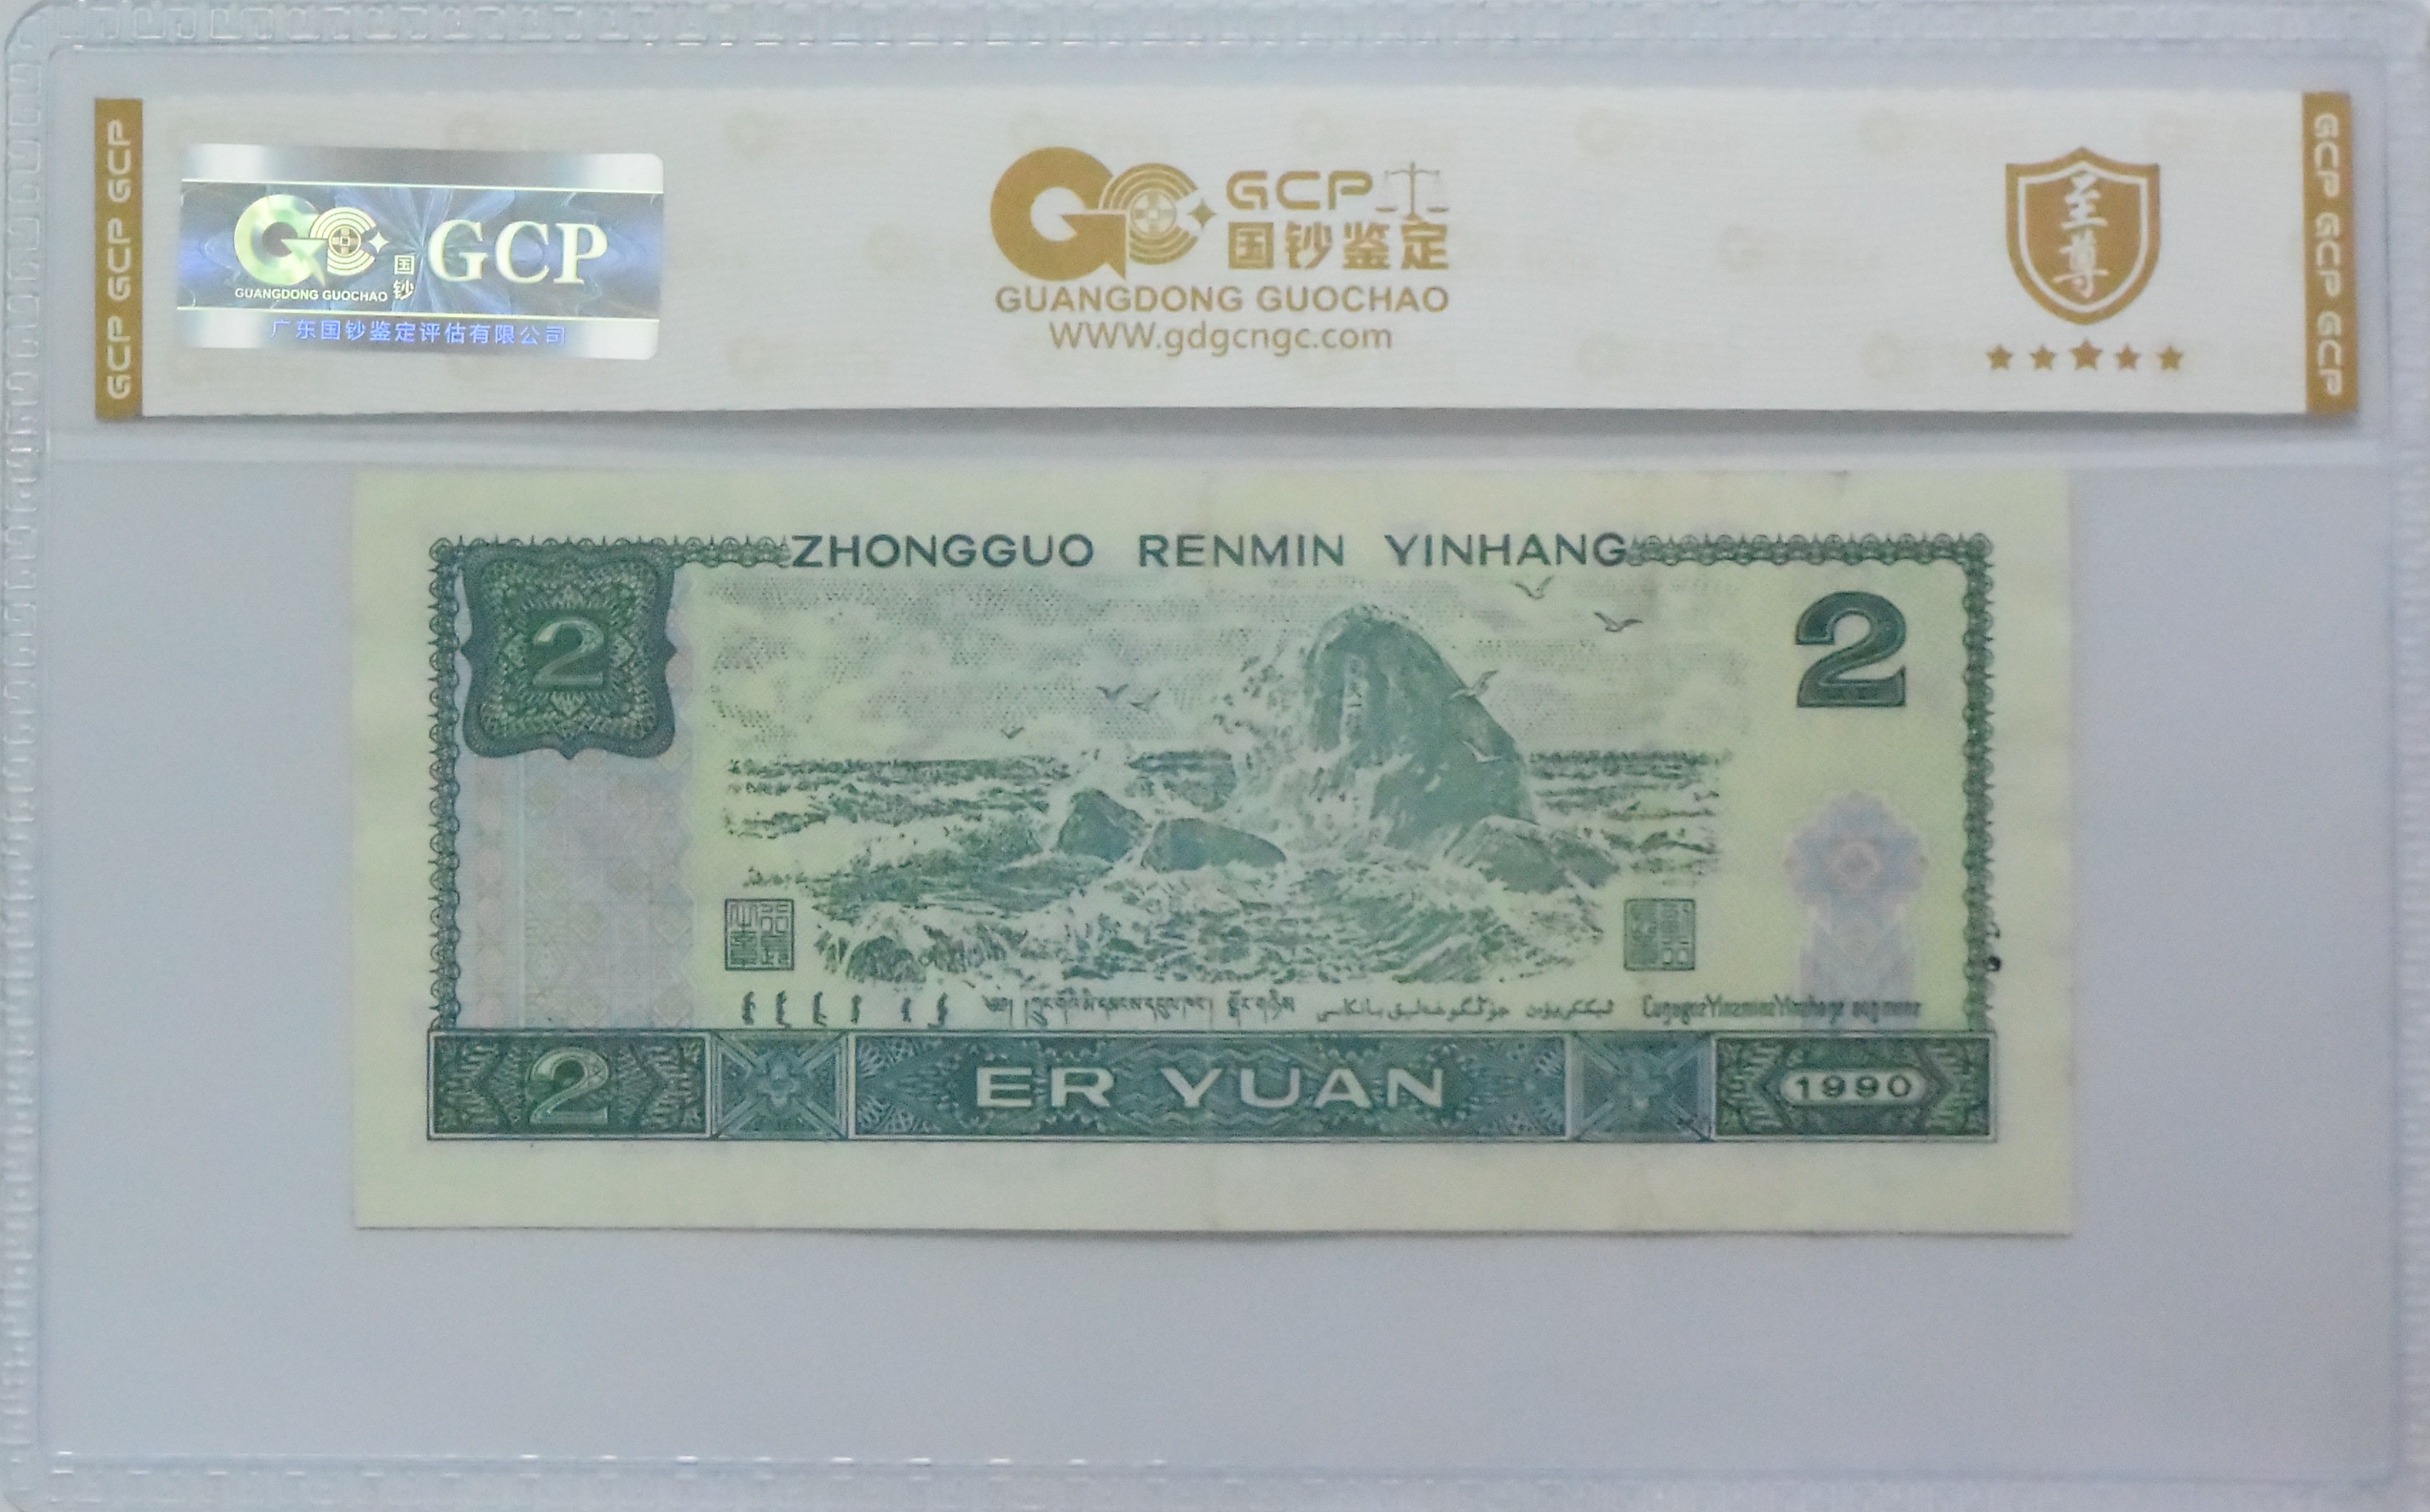 GCP GCP GCP
GCP
国钞
GUANGDONG GUOCHAO
广东国钞鉴定评估有限公司
GCP
国钞鉴定
GUANGDONG GUOCHAO
WWW.gdgcngc.com
至尊
GCP GCP GCP
ZHONGGUO RENMIN YINHANG
2
2
2
ER YUAN
1990